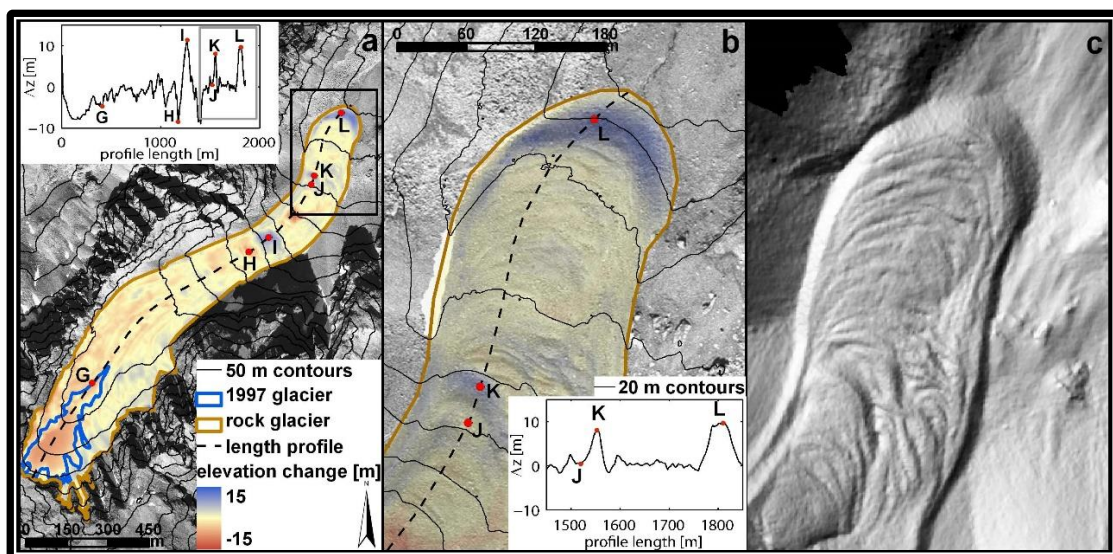 a
Δz [m]
10
0
-10
0
1000
2000
profile length [m]
G
H
I
J
K
L
L
K
J
I
H
G
50 m contours
1997 glacier
rock glacier
length profile
elevation change [m]
15
-15
0 150 300 450
m
b
0 60 120 180
m
L
K
J
20 m contours
Δz [m]
10
0
-10
1500 1600 1700 1800
profile length [m]
J
K
L
c